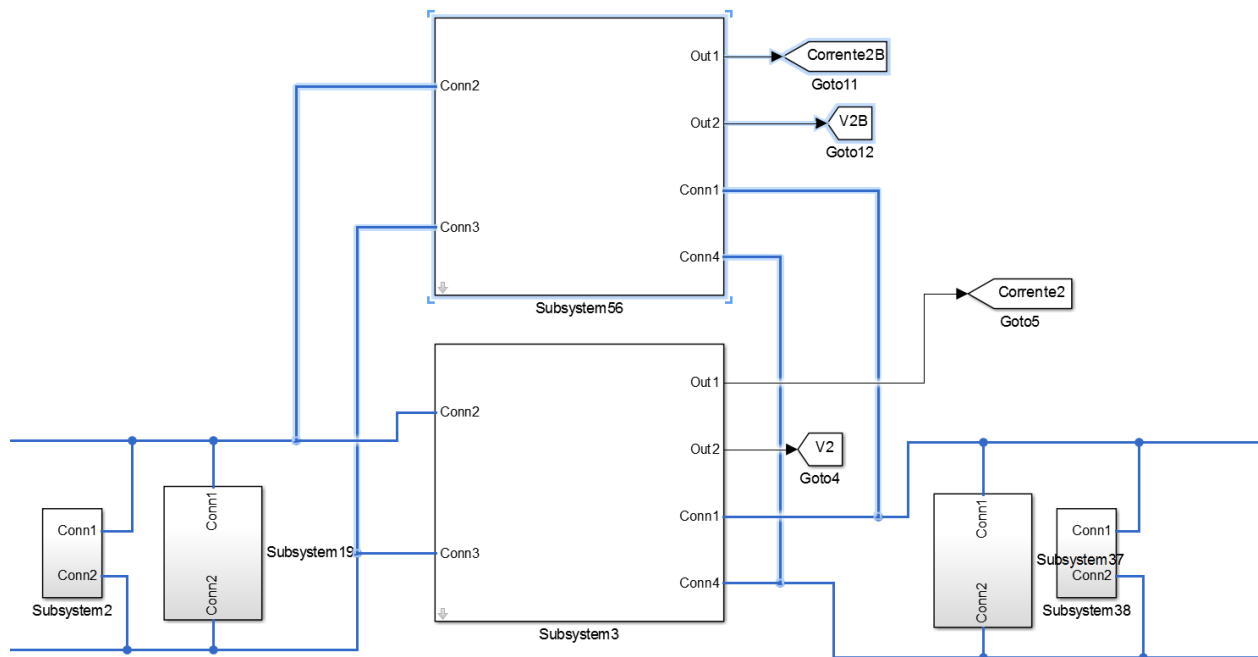 Conn2
Conn3
Out1
Out2
Conn1
Conn4
Subsystem56
Corrente2B
Goto11
V2B
Goto12
Corrente2
Goto5
Conn2
Conn3
Out1
Out2
Conn1
Conn4
Subsystem3
V2
Goto4
Conn1
Conn2
Subsystem2
Conn1
Conn2
Subsystem19
Conn1
Conn2
Subsystem37
Conn1
Conn2
Subsystem38